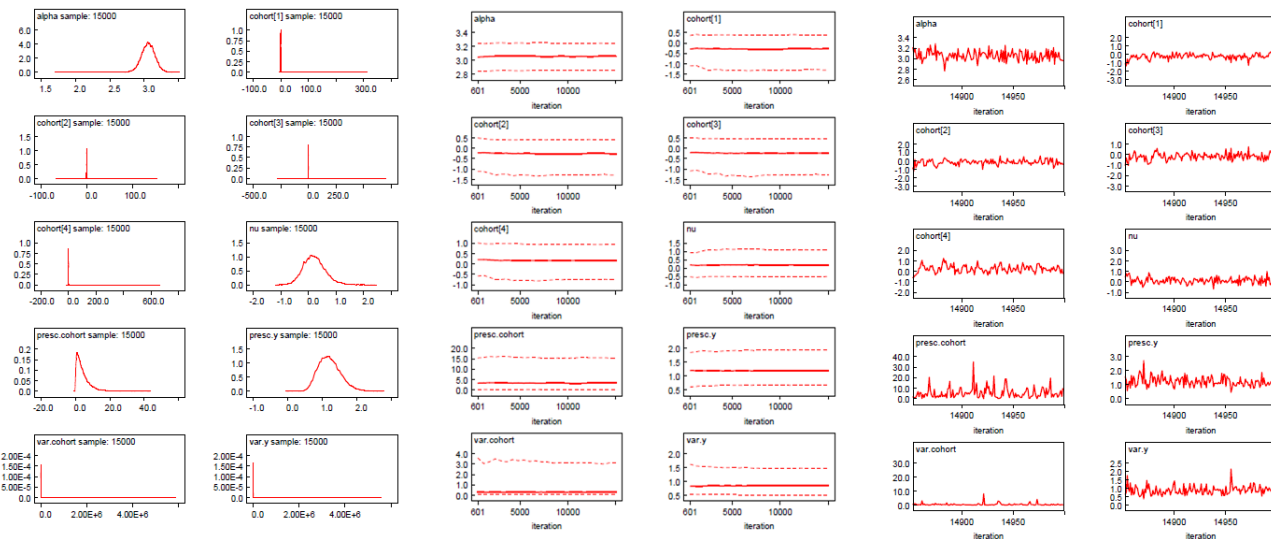 alpha sample: 15000
6.0
4.0
2.0
0.0
1.5 2.0 3.0
cohort[1] sample: 15000
1.0
0.75
0.5
0.25
0.0
-100.0 0.0 100.0 300.0
cohort[2] sample: 15000
1.5
1.0
0.5
0.0
-100.0 0.0 100.0
cohort[3] sample: 15000
1.0
0.75
0.5
0.25
0.0
-500.0 0.0 250.0
cohort[4] sample: 15000
1.0
0.75
0.5
0.25
0.0
-200.0 0.0 200.0 600.0
nu sample: 15000
1.5
1.0
0.5
0.0
-2.0 -1.0 0.0 1.0 2.0
presc.cohort sample: 15000
0.2
0.15
0.1
0.05
0.0
-20.0 0.0 20.0 40.0
presc.y sample: 15000
1.5
1.0
0.5
0.0
-1.0 0.0 1.0 2.0
var.cohort sample: 15000
2.00E-4
1.50E-4
1.00E-4
5.00E-5
0.0
0.0 2.00E+6 4.00E+6
var.y sample: 15000
2.00E-4
1.50E-4
1.00E-4
5.00E-5
0.0
0.0 2.00E+6 4.00E+6
alpha
3.4
3.2
3.0
2.8
601 5000 10000
iteration
cohort[1]
0.5
0.0
-0.5
-1.0
-1.5
601 5000 10000
iteration
cohort[2]
0.5
0.0
-0.5
-1.0
-1.5
601 5000 10000
iteration
cohort[3]
0.5
0.0
-0.5
-1.0
-1.5
601 5000 10000
iteration
cohort[4]
1.0
0.5
0.0
-0.5
-1.0
601 5000 10000
iteration
nu
1.5
1.0
0.5
0.0
-0.5
-1.0
601 5000 10000
iteration
presc.cohort
20.0
15.0
10.0
5.0
0.0
601 5000 10000
iteration
presc.y
2.0
1.5
1.0
0.5
601 5000 10000
iteration
var.cohort
4.0
3.0
2.0
1.0
0.0
601 5000 10000
iteration
var.y
2.0
1.5
1.0
0.5
601 5000 10000
iteration
alpha
3.4
3.2
3.0
2.8
2.6
14900 14950
iteration
cohort[1]
2.0
1.0
0.0
-1.0
-2.0
-3.0
14900 14950
iteration
cohort[2]
2.0
1.0
0.0
-1.0
-2.0
-3.0
14900 14950
iteration
cohort[3]
1.0
0.0
-1.0
-2.0
14900 14950
iteration
cohort[4]
2.0
1.0
0.0
-1.0
-2.0
14900 14950
iteration
nu
3.0
2.0
1.0
0.0
-1.0
14900 14950
iteration
presc.cohort
40.0
30.0
20.0
10.0
0.0
14900 14950
iteration
presc.y
3.0
2.0
1.0
0.0
14900 14950
iteration
var.cohort
30.0
20.0
10.0
0.0
14900 14950
iteration
var.y
2.5
2.0
1.5
1.0
0.5
0.0
14900 14950
iteration